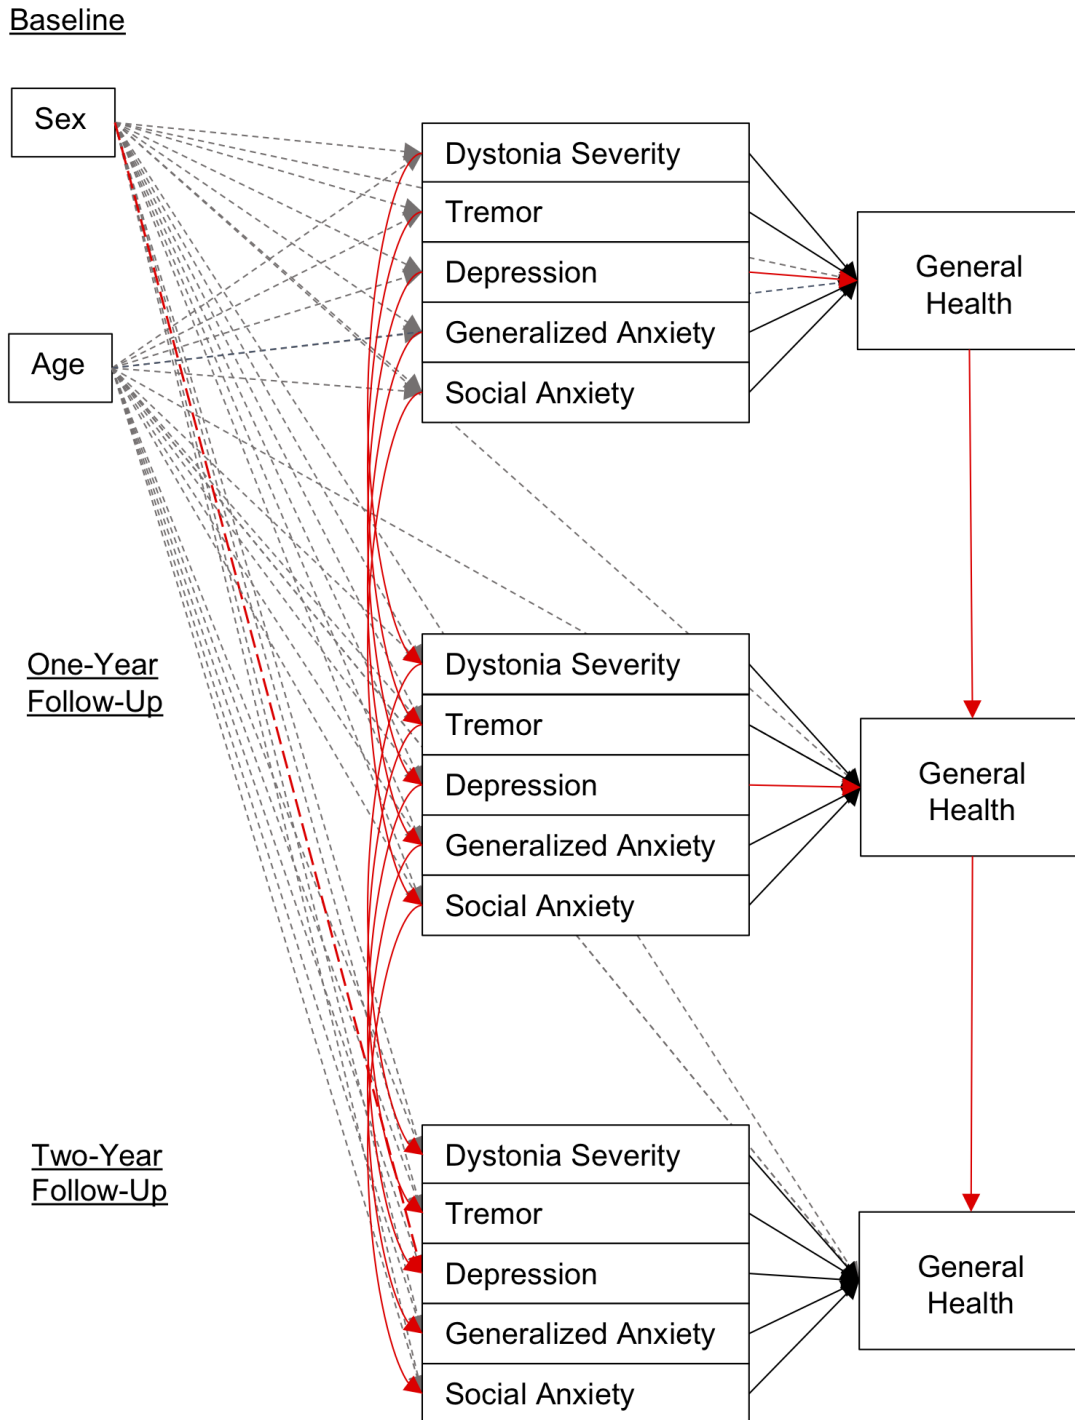 Baseline
Sex
Dystonia Severity
Tremor
Depression
Generalized Anxiety
Social Anxiety
General
Health
Age
One-Year
Follow-Up
Dystonia Severity
Tremor
Depression
Generalized Anxiety
Social Anxiety
General
Health
Two-Year
Follow-Up
Dystonia Severity
Tremor
Depression
Generalized Anxiety
Social Anxiety
General
Health